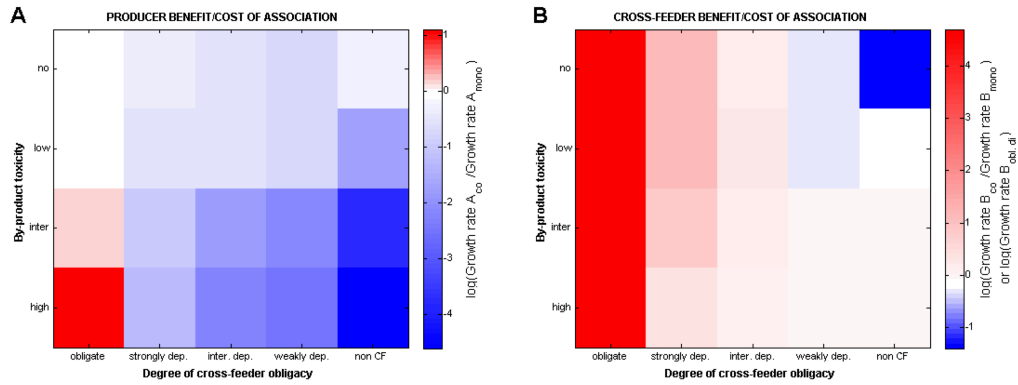 A
PRODUCER BENEFIT/COST OF ASSOCIATION
no
low
inter
high
By-product toxicity
obligate strongly dep. inter. dep. weakly dep. non CF
Degree of cross-feeder obligacy
1
0
-1
-2
-3
-4
log(Growth rate A_co /Growth rate A_mono )
B
CROSS-FEEDER BENEFIT/COST OF ASSOCIATION
no
low
inter
high
By-product toxicity
obligate strongly dep. inter. dep. weakly dep. non CF
Degree of cross-feeder obligacy
4
3
2
1
0
-1
log(Growth rate B_co /Growth rate B_mono )
or log(Growth rate B_obl. di )